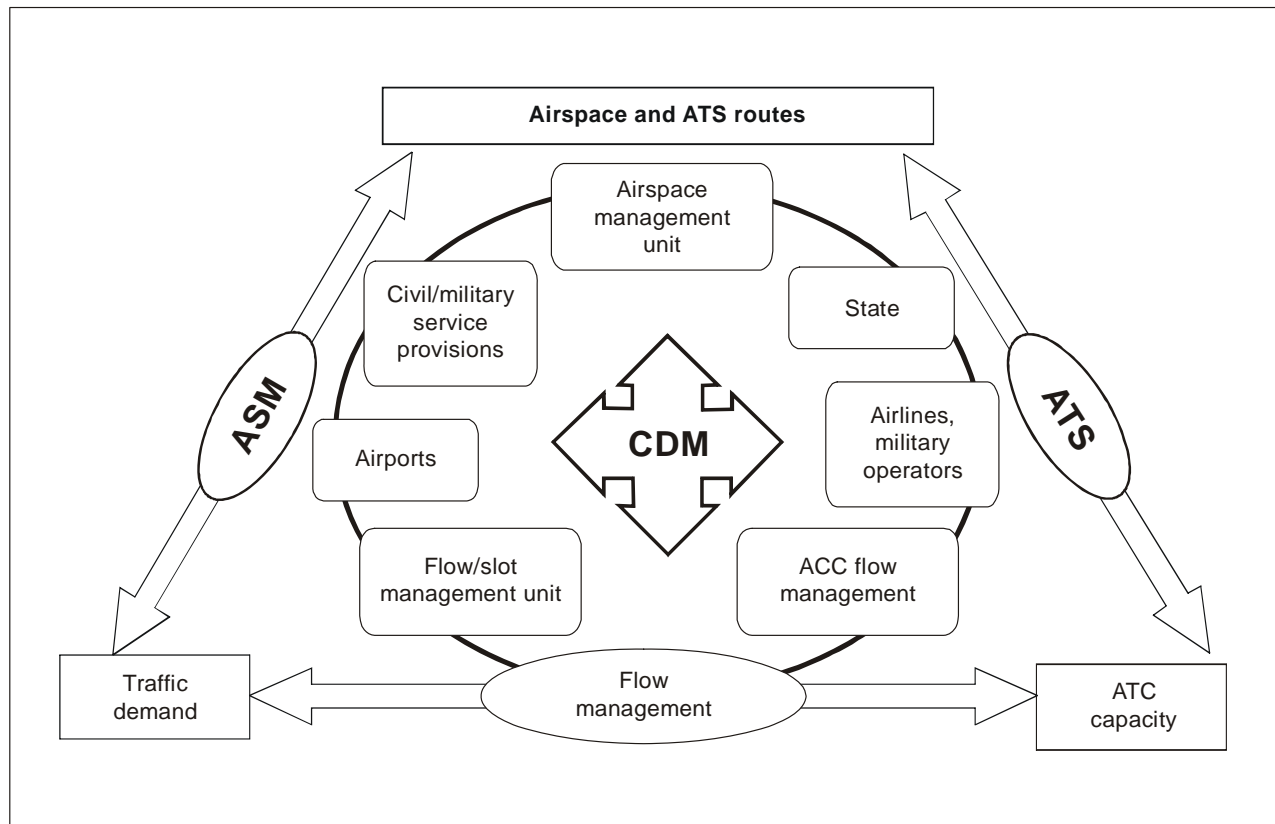 Airspace and ATS routes
Airspace
management
unit
Civil/military
service
provisions
State
ASM
CDM
ATS
Airports
Airlines,
military
operators
Flow/slot
management unit
ACC flow
management
Traffic
demand
Flow
management
ATC
capacity